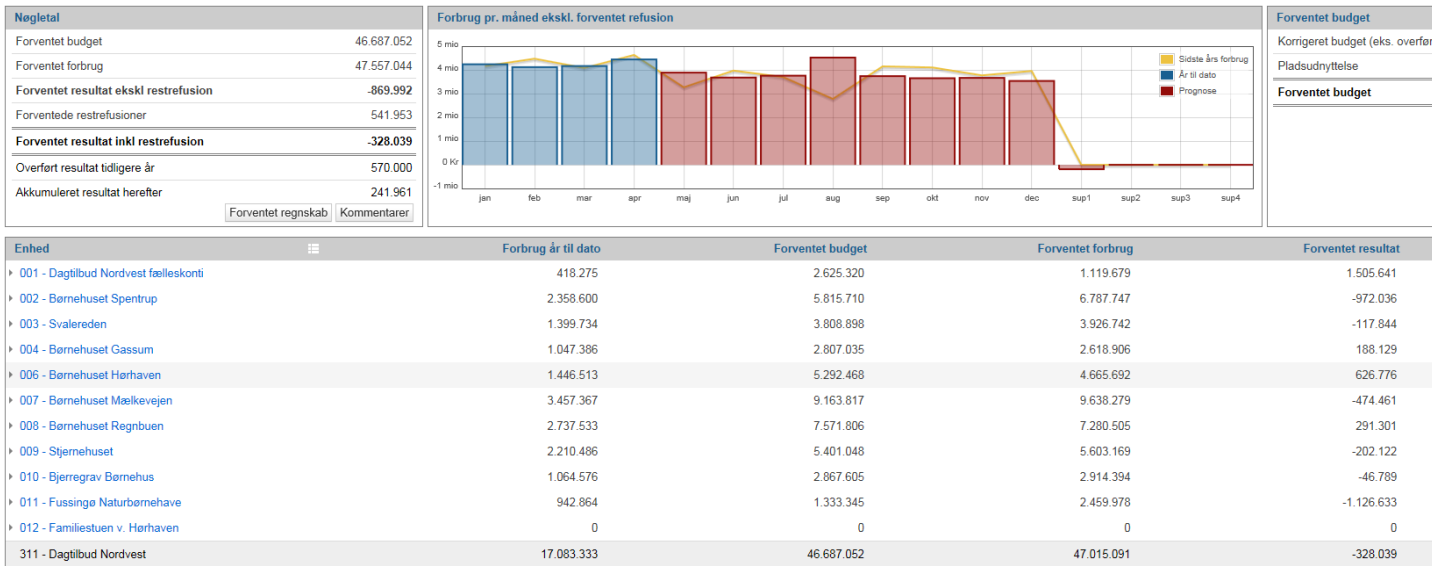 Nøgletal
Forventet budget 46.687.052
Forventet forbrug 47.557.044
Forventet resultat ekskl restrefusion -869.992
Forventede restrefusioner 541.953
Forventet resultat inkl restrefusion -328.039
Overført resultat tidligere år 570.000
Akkumuleret resultat herefter 241.961
Forventet regnskab Kommentarer
Forbrug pr. måned ekskl. forventet refusion
5 mio
4 mio
3 mio
2 mio
1 mio
0 Kr
-1 mio
jan feb mar apr maj jun jul aug sep okt nov dec sup1 sup2 sup3 sup4
Sidste års forbrug
År til dato
Prognose
Forventet budget
Korrigeret budget (eks. overfør
Pladsudnyttelse
Forventet budget
Enhed Forbrug år til dato Forventet budget Forventet forbrug Forventet resultat
001 - Dagtilbud Nordvest fælleskonti 418.275 2.625.320 1.119.679 1.505.641
002 - Børnehuset Spentrup 2.358.600 5.815.710 6.787.747 -972.036
003 - Svalereden 1.399.734 3.808.898 3.926.742 -117.844
004 - Børnehuset Gassum 1.047.386 2.807.035 2.618.906 188.129
006 - Børnehuset Hørhaven 1.446.513 5.292.468 4.665.692 626.776
007 - Børnehuset Mælkevejen 3.457.367 9.163.817 9.638.279 -474.461
008 - Børnehuset Regnbuen 2.737.533 7.571.806 7.280.505 291.301
009 - Stjernehuset 2.210.486 5.401.048 5.603.169 -202.122
010 - Bjerregrav Børnehus 1.064.576 2.867.605 2.914.394 -46.789
011 - Fussingø Naturbørnehave 942.864 1.333.345 2.459.978 -1.126.633
012 - Familiestuen v. Hørhaven 0 0 0 0
311 - Dagtilbud Nordvest 17.083.333 46.687.052 47.015.091 -328.039